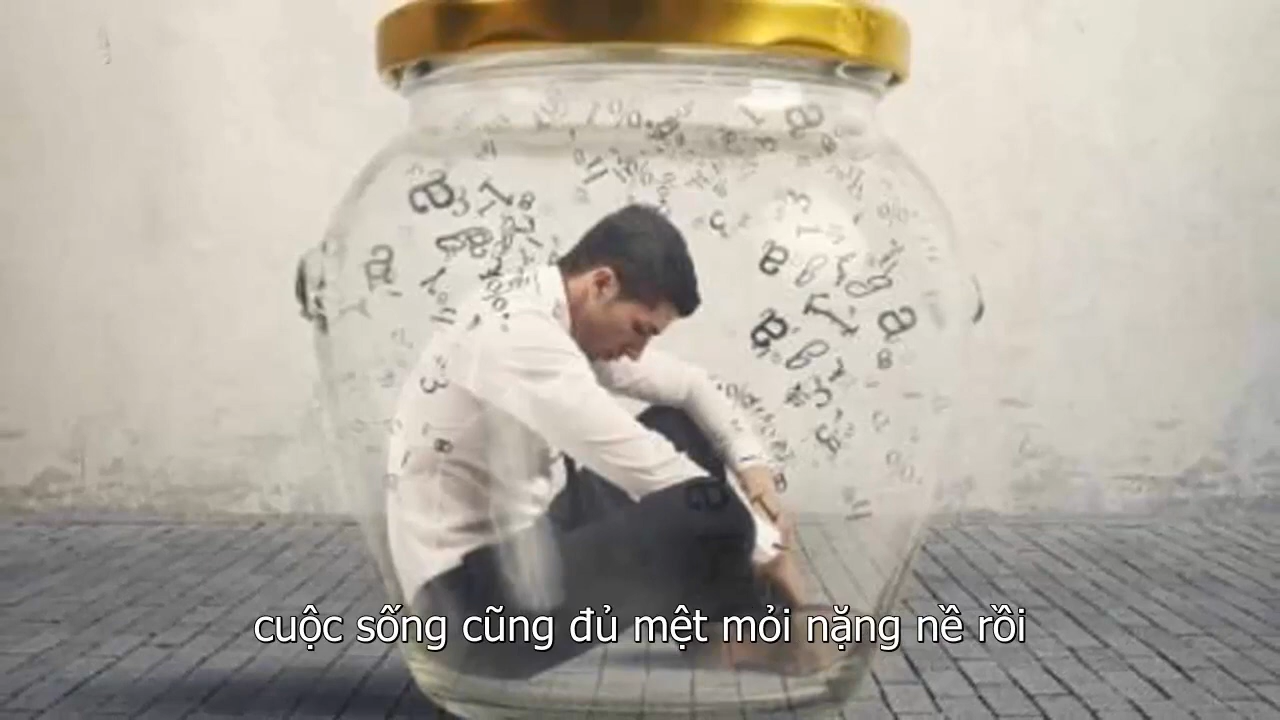 cuộc sống cũng đủ mệt mỏi nặng nề rồi